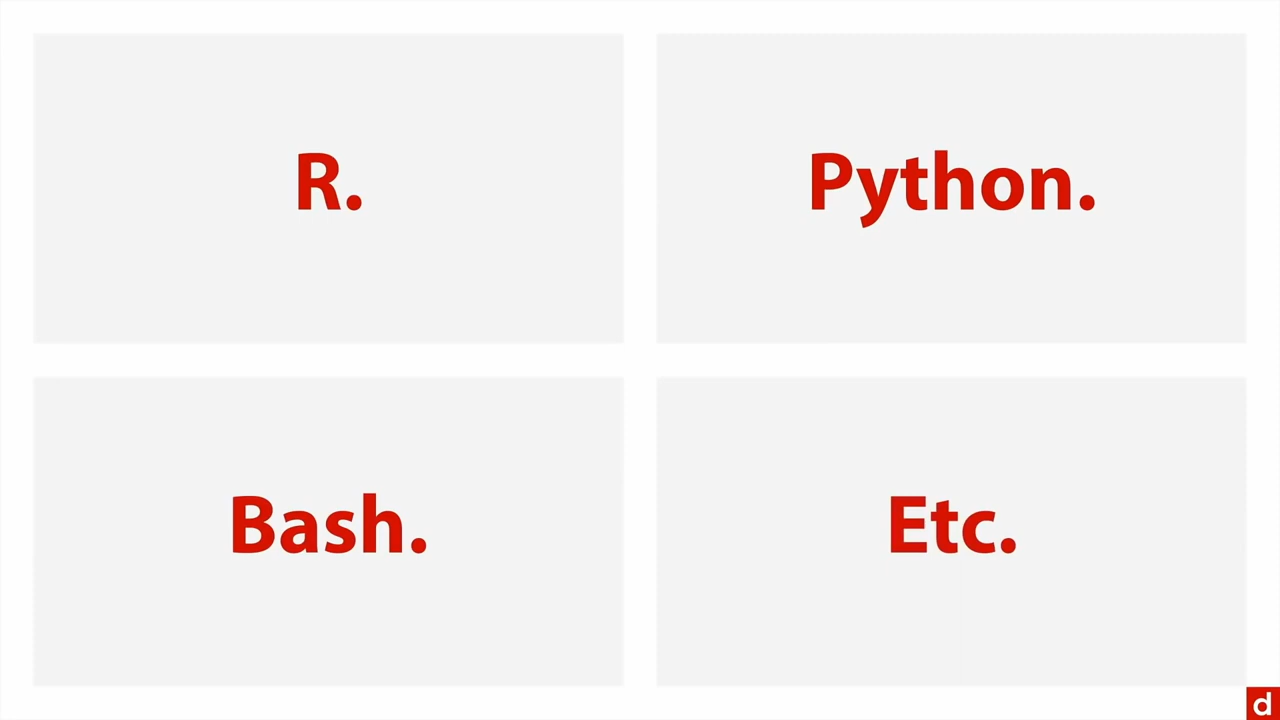 R.
Python.
Bash.
Etc.
d